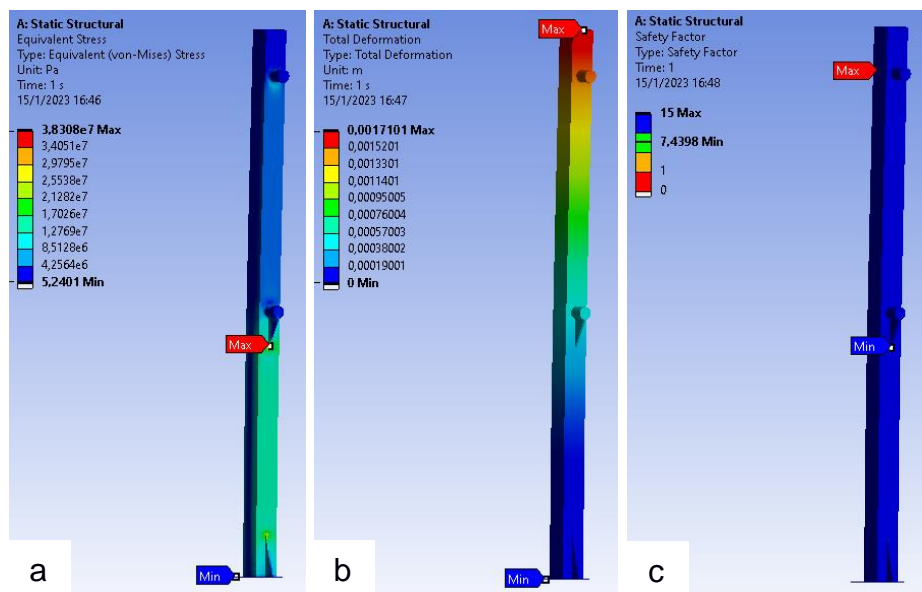 A: Static Structural
Equivalent Stress
Type: Equivalent (von-Mises) Stress
Unit: Pa
Time: 1 s
15/1/2023 16:46
3,8308e7 Max
3,4051e7
2,9795e7
2,5538e7
2,1282e7
1,7026e7
1,2769e7
8,5128e6
4,2564e6
5,2401 Min
Max
Min
a
A: Static Structural
Total Deformation
Type: Total Deformation
Unit: m
Time: 1 s
15/1/2023 16:47
0,0017101 Max
0,0015201
0,0013301
0,0011401
0,00095005
0,00076004
0,00057003
0,00038002
0,00019001
0 Min
Max
Min
b
A: Static Structural
Safety Factor
Type: Safety Factor
Time: 1
15/1/2023 16:48
Max
15 Max
7,4398 Min
1
0
Min
c